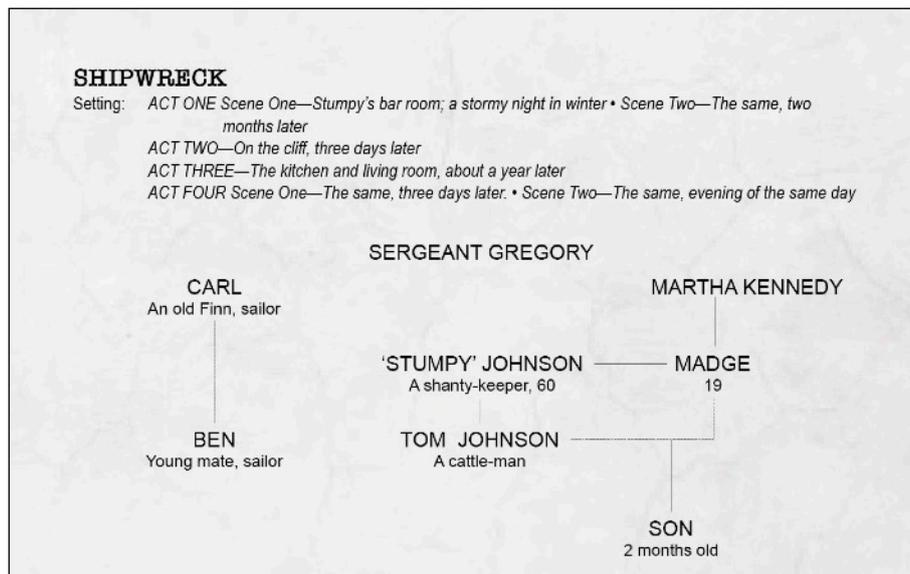 SHIPWRECK
Setting: ACT ONE Scene One—Stumpy's bar room; a stormy night in winter • Scene Two—The same, two
months later
ACT TWO—On the cliff, three days later
ACT THREE—The kitchen and living room, about a year later
ACT FOUR Scene One—The same, three days later. • Scene Two—The same, evening of the same day
SERGEANT GREGORY
CARL
An old Finn, sailor
MARTHA KENNEDY
'STUMPY' JOHNSON
A shanty-keeper, 60
MADGE
19
BEN
Young mate, sailor
TOM JOHNSON
A cattle-man
SON
2 months old